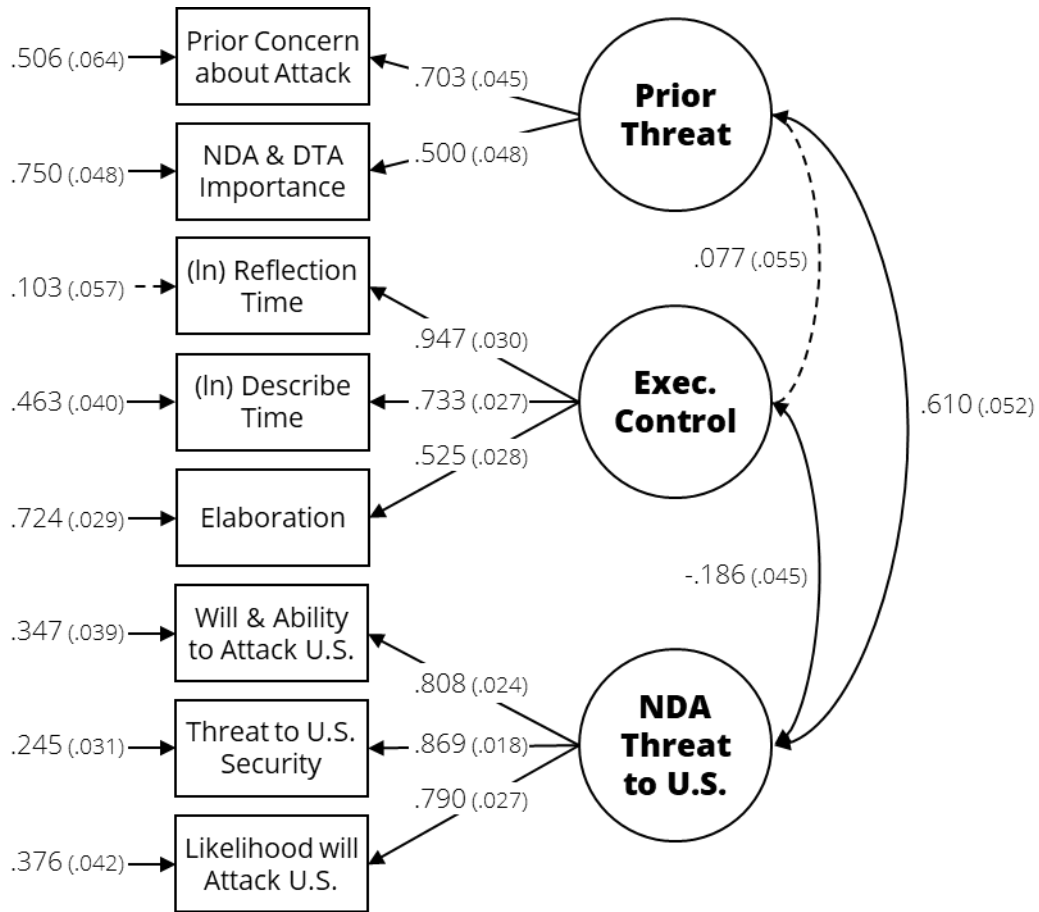 .506 (.064)
Prior Concern
about Attack
.703 (.045)
Prior
Threat
.750 (.048)
NDA & DTA
Importance
.500 (.048)
.077 (.055)
.103 (.057)
(ln) Reflection
Time
.947 (.030)
Exec.
Control
.463 (.040)
(ln) Describe
Time
.733 (.027)
.610 (.052)
.525 (.028)
.724 (.029)
Elaboration
-.186 (.045)
.347 (.039)
Will & Ability
to Attack U.S.
.808 (.024)
NDA
Threat
to U.S.
.245 (.031)
Threat to U.S.
Security
.869 (.018)
.790 (.027)
.376 (.042)
Likelihood will
Attack U.S.